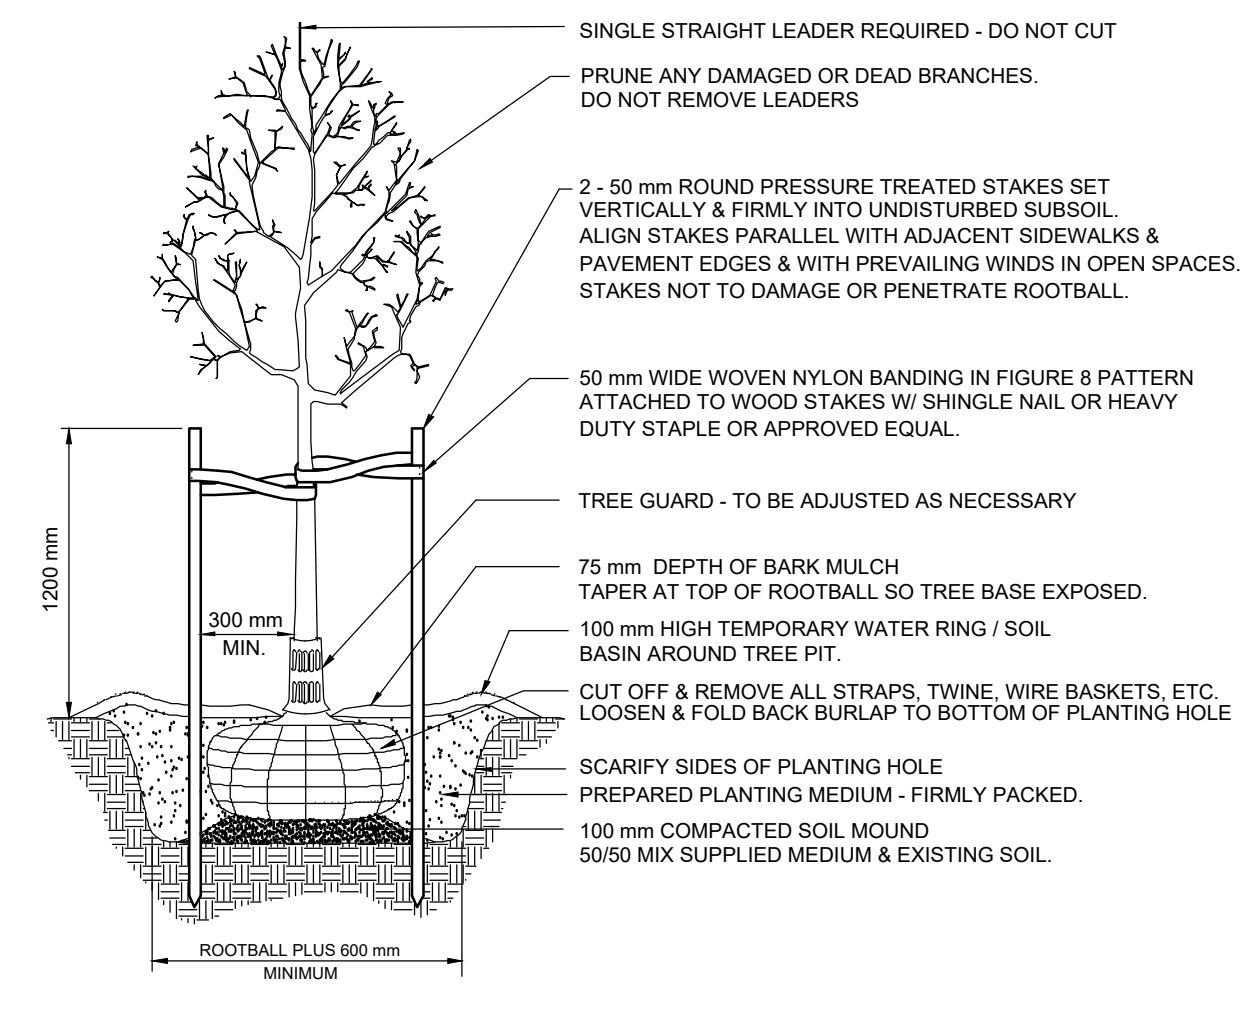 SINGLE STRAIGHT LEADER REQUIRED - DO NOT CUT
PRUNE ANY DAMAGED OR DEAD BRANCHES.
DO NOT REMOVE LEADERS
2 - 50 mm ROUND PRESSURE TREATED STAKES SET
VERTICALLY & FIRMLY INTO UNDISTURBED SUBSOIL.
ALIGN STAKES PARALLEL WITH ADJACENT SIDEWALKS &
PAVEMENT EDGES & WITH PREVAILING WINDS IN OPEN SPACES.
STAKES NOT TO DAMAGE OR PENETRATE ROOTBALL.
50 mm WIDE WOVEN NYLON BANDING IN FIGURE 8 PATTERN
ATTACHED TO WOOD STAKES W/ SHINGLE NAIL OR HEAVY
DUTY STAPLE OR APPROVED EQUAL.
TREE GUARD - TO BE ADJUSTED AS NECESSARY
75 mm DEPTH OF BARK MULCH
TAPER AT TOP OF ROOTBALL SO TREE BASE EXPOSED.
100 mm HIGH TEMPORARY WATER RING / SOIL
BASIN AROUND TREE PIT.
CUT OFF & REMOVE ALL STRAPS, TWINE, WIRE BASKETS, ETC.
LOOSEN & FOLD BACK BURLAP TO BOTTOM OF PLANTING HOLE
SCARIFY SIDES OF PLANTING HOLE
PREPARED PLANTING MEDIUM - FIRMLY PACKED.
100 mm COMPACTED SOIL MOUND
50/50 MIX SUPPLIED MEDIUM & EXISTING SOIL.
1200 mm
300 mm
MIN.
ROOTBALL PLUS 600 mm
MINIMUM